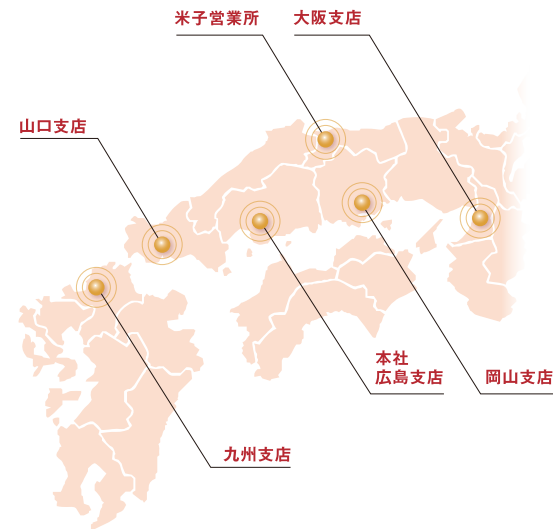 米子営業所
大阪支店
山口支店
本社
広島支店
岡山支店
九州支店